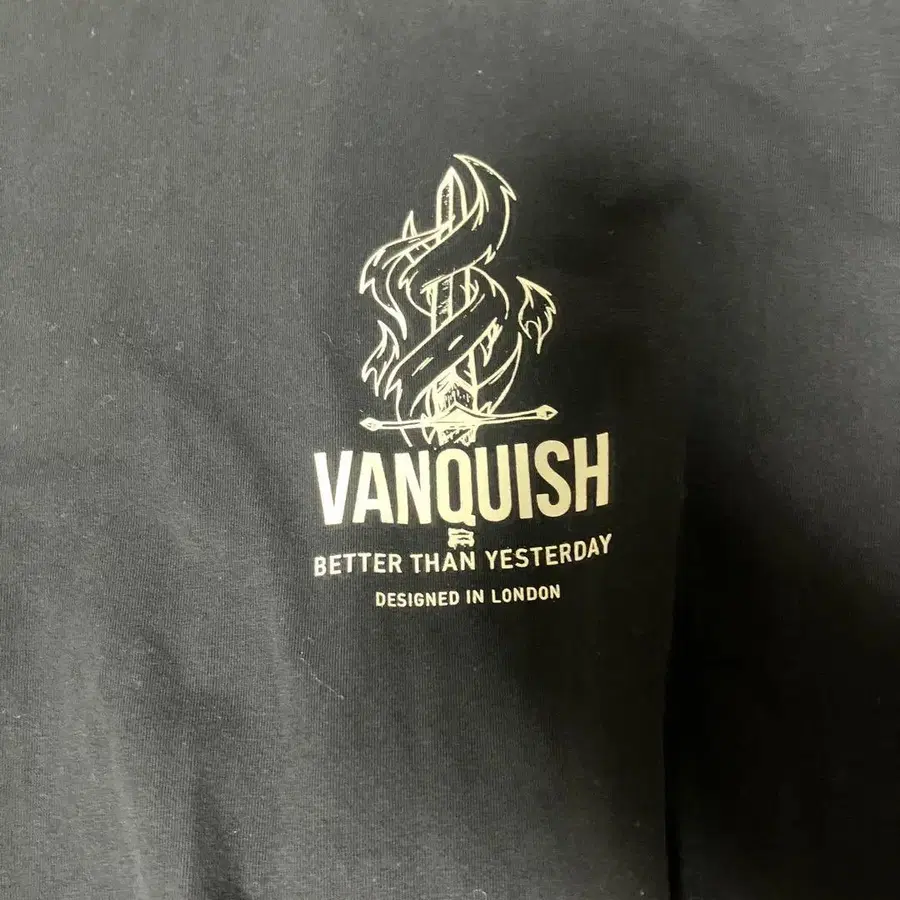 VANQUISH
BETTER THAN YESTERDAY
DESIGNED IN LONDON